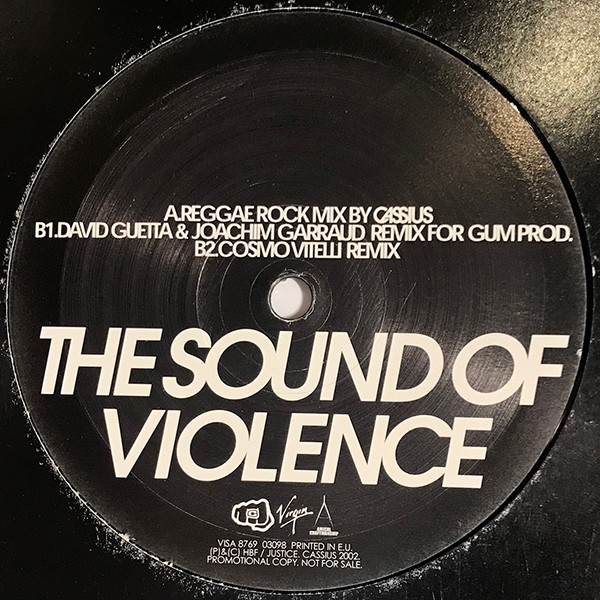 A.REGGAE ROCK MIX BY CASSIUS
B1.DAVID GUETTA & JOACHIM GARRAUD REMIX FOR GUM PROD.
B2.COSMO VITELLI REMIX
THE SOUND OF
VIOLENCE
Virgin
VISA 8769 03098 PRINTED IN E.U.
(P)&(C) HBF / JUSTICE. CASSIUS 2002.
PROMOTIONAL COPY. NOT FOR SALE.